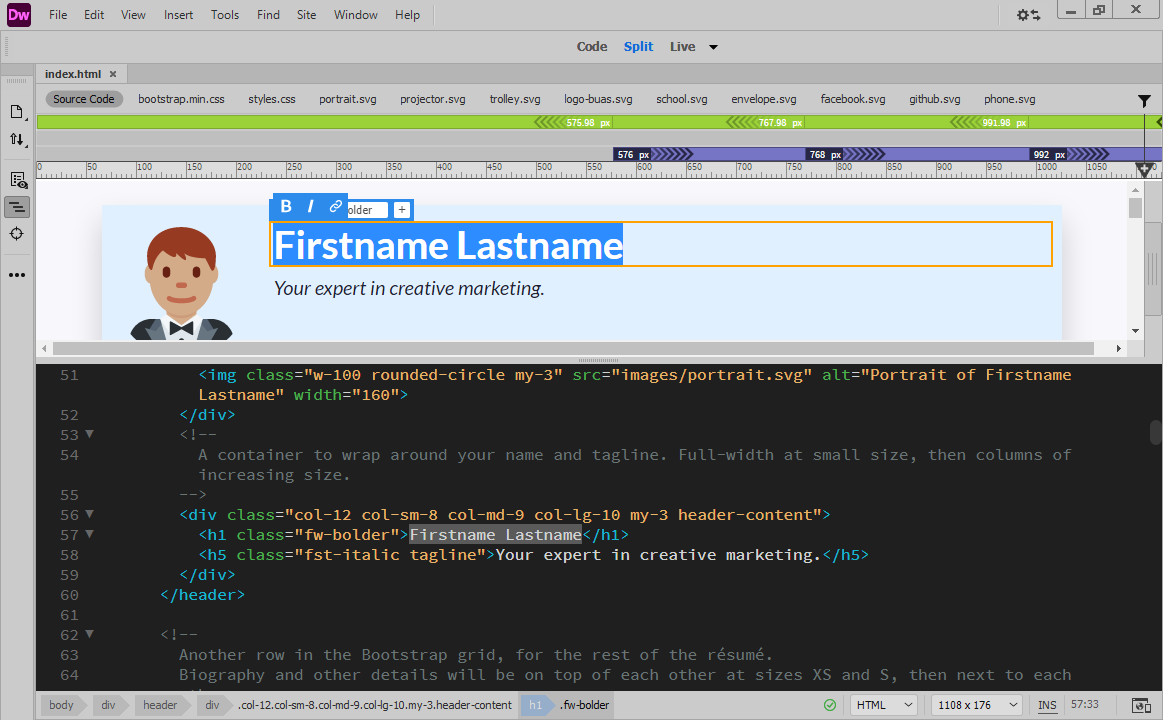 Dw File Edit View Insert Tools Find Site Window Help
Code Split Live
index.html ×
Source Code bootstrap.min.css styles.css portrait.svg projector.svg trolley.svg logo-buas.svg school.svg envelope.svg facebook.svg github.svg phone.svg
575.98 px 767.98 px 991.98 px
576 px 768 px 992 px
0 50 100 150 200 250 300 350 400 450 500 550 600 650 700 750 800 850 900 950 1000 1050
B I older +
Firstname Lastname
Your expert in creative marketing.
51 <img class="w-100 rounded-circle my-3" src="images/portrait.svg" alt="Portrait of Firstname
Lastname" width="160">
52 </div>
53 <!--
54 A container to wrap around your name and tagline. Full-width at small size, then columns of
increasing size.
55 -->
56 <div class="col-12 col-sm-8 col-md-9 col-lg-10 my-3 header-content">
57 <h1 class="fw-bolder">Firstname Lastname</h1>
58 <h5 class="fst-italic tagline">Your expert in creative marketing.</h5>
59 </div>
60 </header>
61
62 <!--
63 Another row in the Bootstrap grid, for the rest of the résumé.
64 Biography and other details will be on top of each other at sizes XS and S, then next to each
body div header div .col-12.col-sm-8.col-md-9.col-lg-10.my-3.header-content h1 .fw-bolder HTML 1108 x 176 INS 57:33